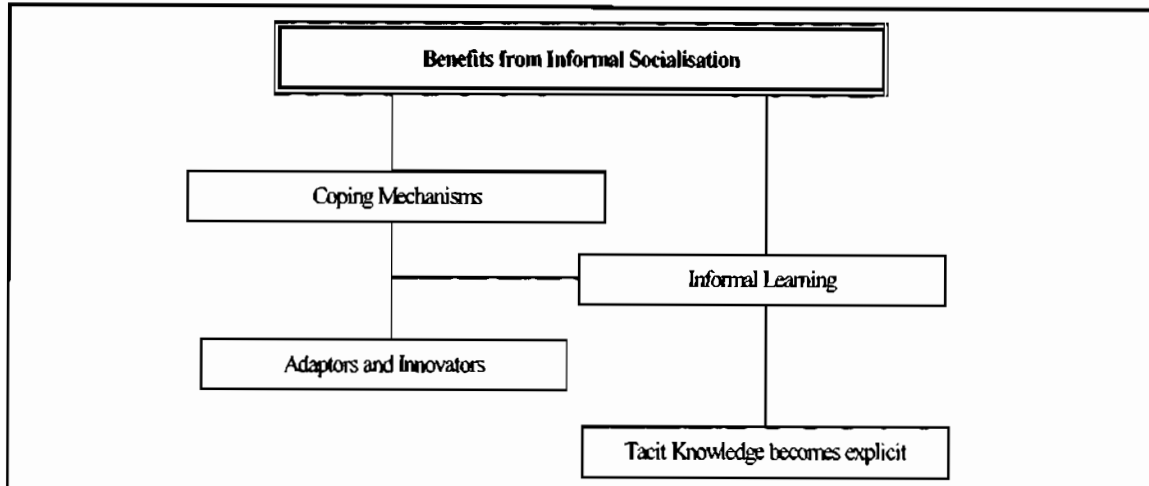 Benefits from Informal Socialisation
Coping Mechanisms
Informal Learning
Adaptors and Innovators
Tacit Knowledge becomes explicit